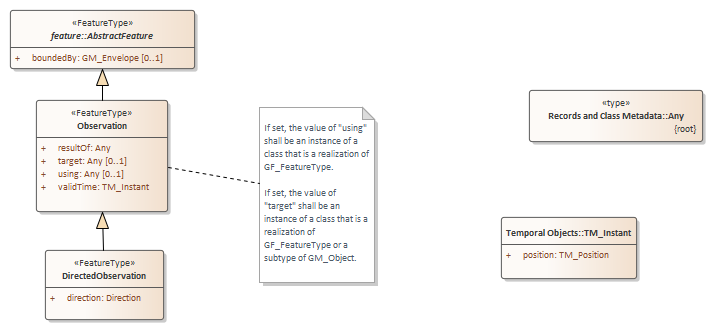 «FeatureType»
feature::AbstractFeature
+ boundedBy: GM_Envelope [0..1]
«FeatureType»
Observation
+ resultOf: Any
+ target: Any [0..1]
+ using: Any [0..1]
+ validTime: TM_Instant
«FeatureType»
DirectedObservation
+ direction: Direction
If set, the value of "using"
shall be an instance of a
class that is a realization of
GF_FeatureType.
If set, the value of
"target" shall be an
instance of a class that is a
realization of
GF_FeatureType or a
subtype of GM_Object.
«type»
Records and Class Metadata::Any
{root}
Temporal Objects::TM_Instant
+ position: TM_Position